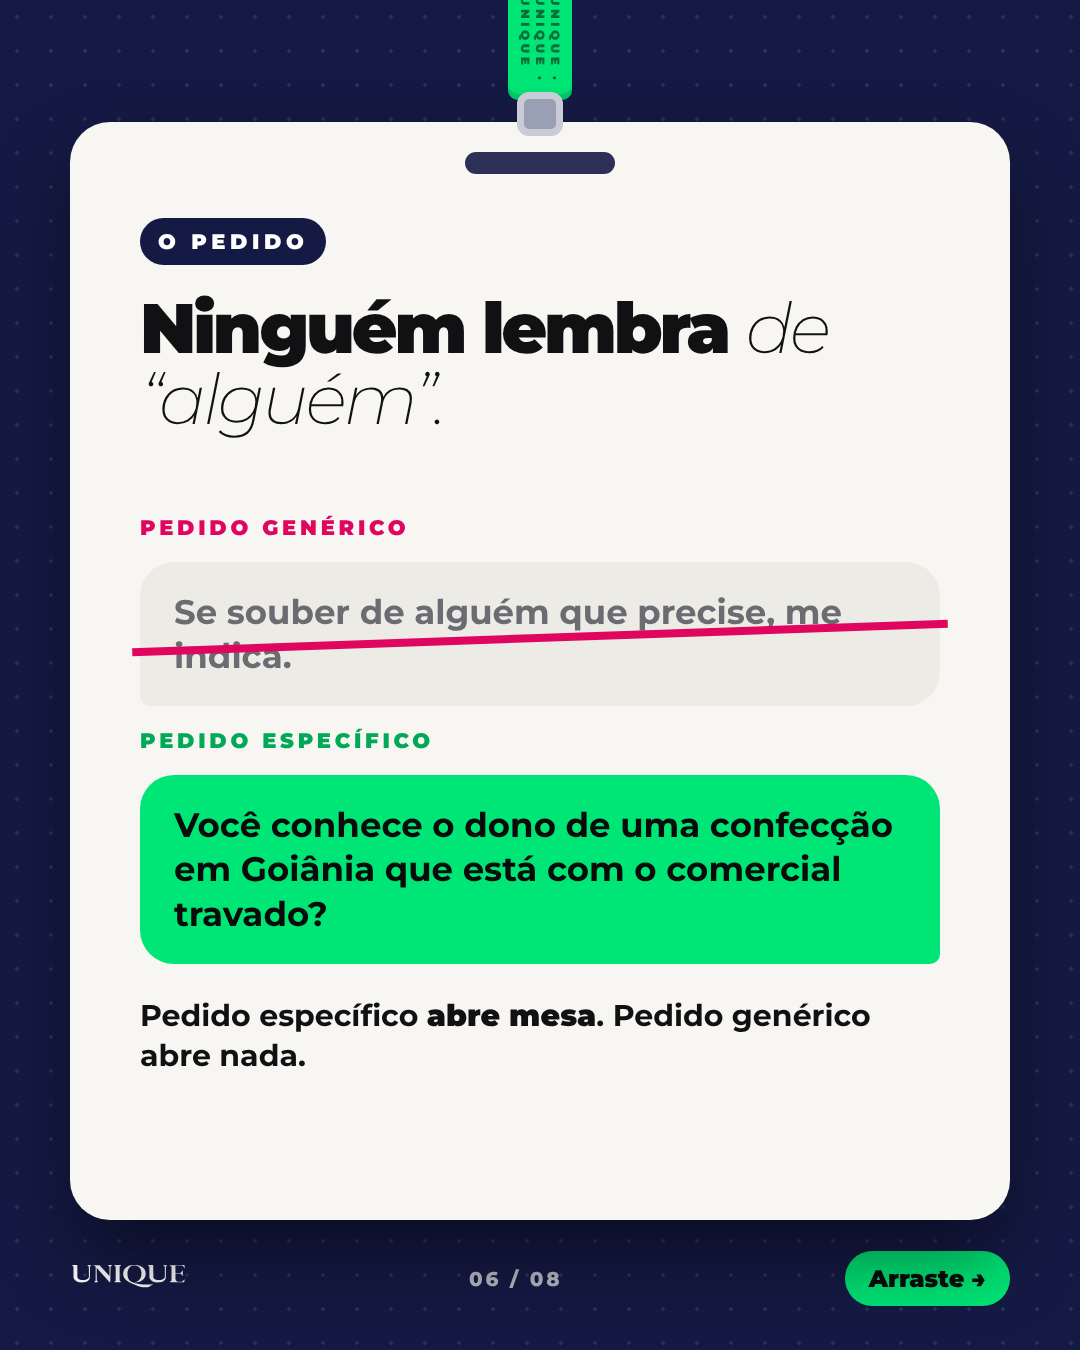 UNIQUE
UNIQUE •
UNIQUE •
O PEDIDO
Ninguém lembra de
“alguém”.
PEDIDO GENÉRICO
Se souber de alguém que precise, me
indica.
PEDIDO ESPECÍFICO
Você conhece o dono de uma confecção
em Goiânia que está com o comercial
travado?
Pedido específico abre mesa. Pedido genérico
abre nada.
UNIQUE
06 / 08
Arraste →